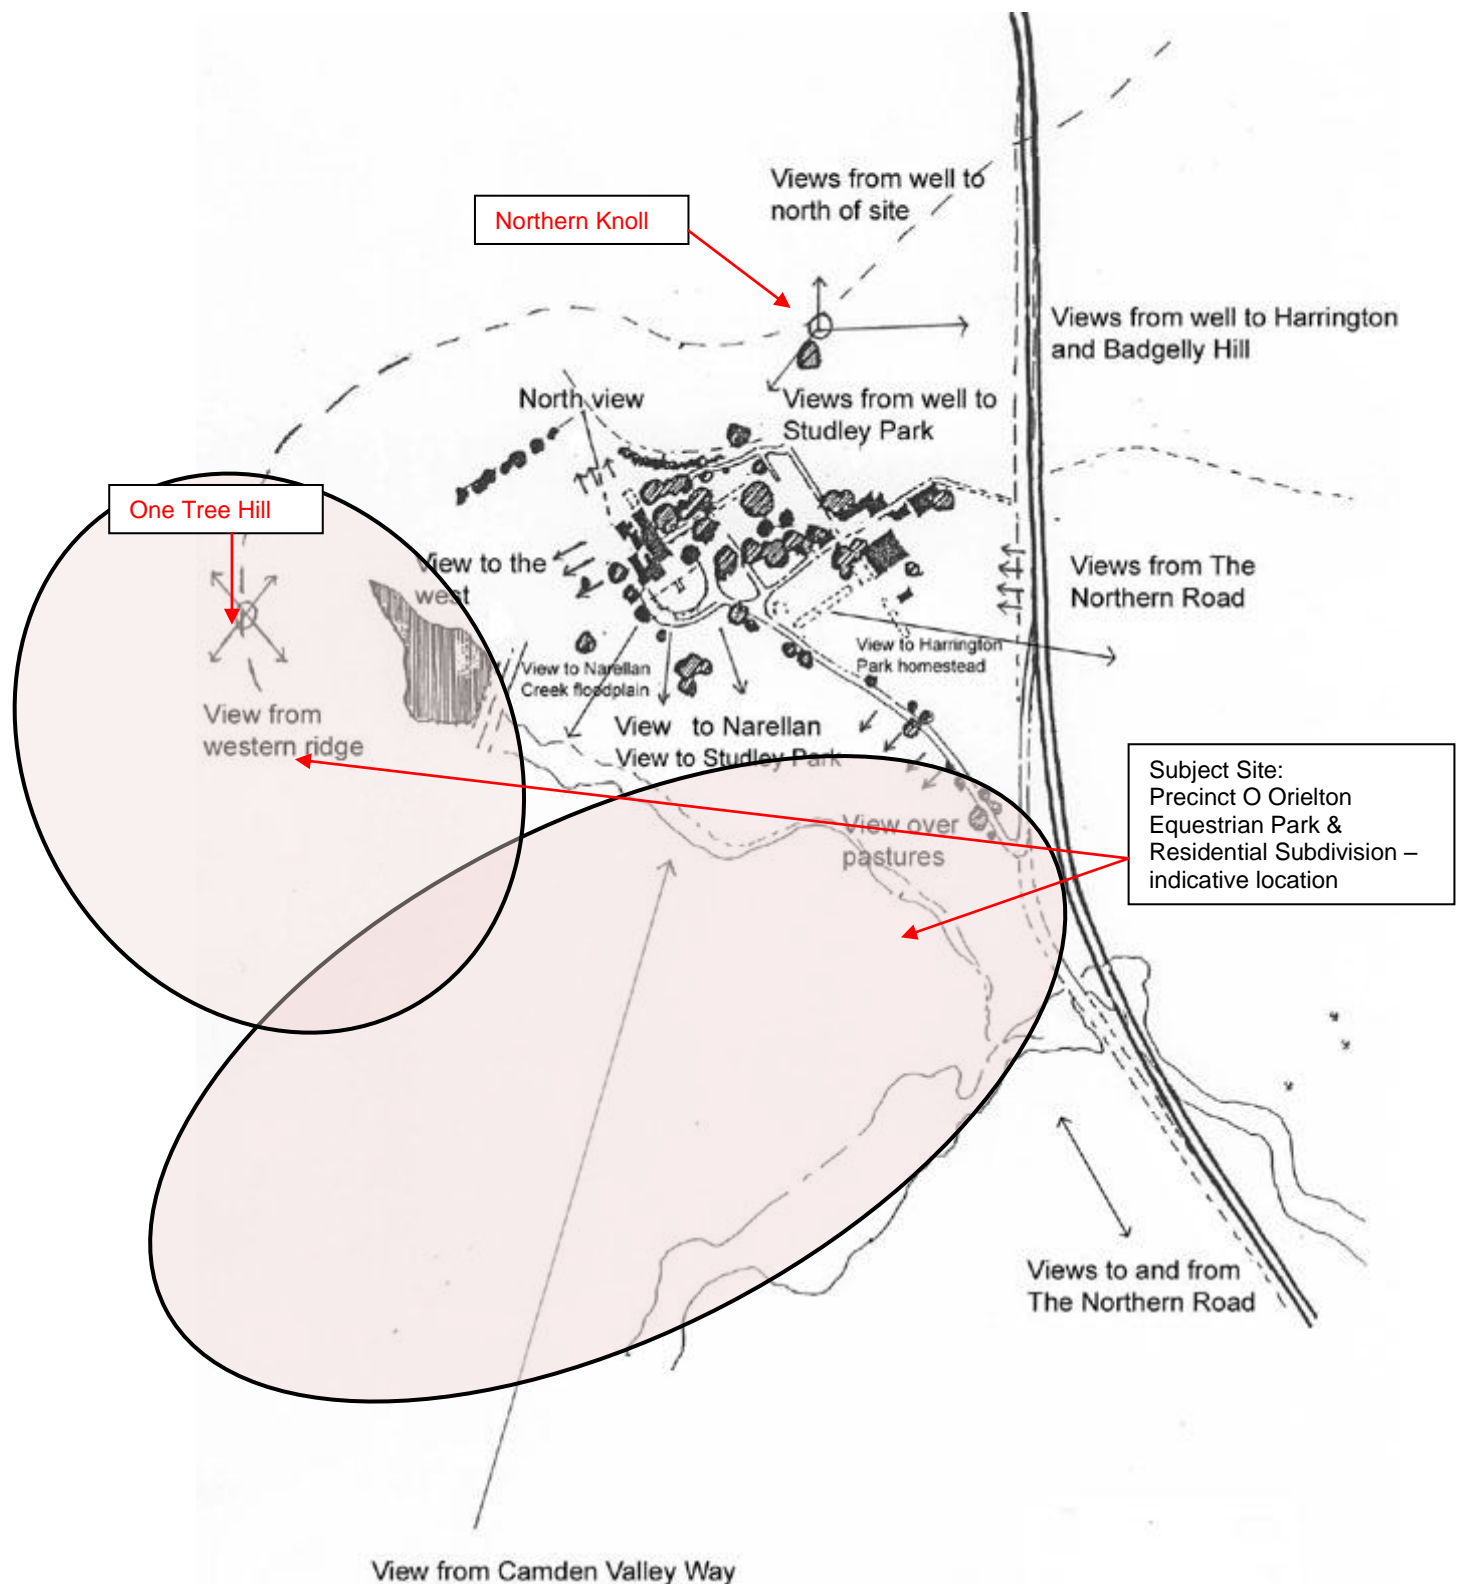 Views from well to
north of site
Northern Knoll
Views from well to Harrington
and Badgelly Hill
North view
Views from well to
Studley Park
One Tree Hill
View to the
west
Views from The
Northern Road
View to Harrington
Park homestead
View to Narellan
Creek floodplain
View from
western ridge
View to Narellan
View to Studley Park
Subject Site:
Precinct O Orielton
Equestrian Park &
Residential Subdivision –
indicative location
View over
pastures
Views to and from
The Northern Road
View from Camden Valley Way